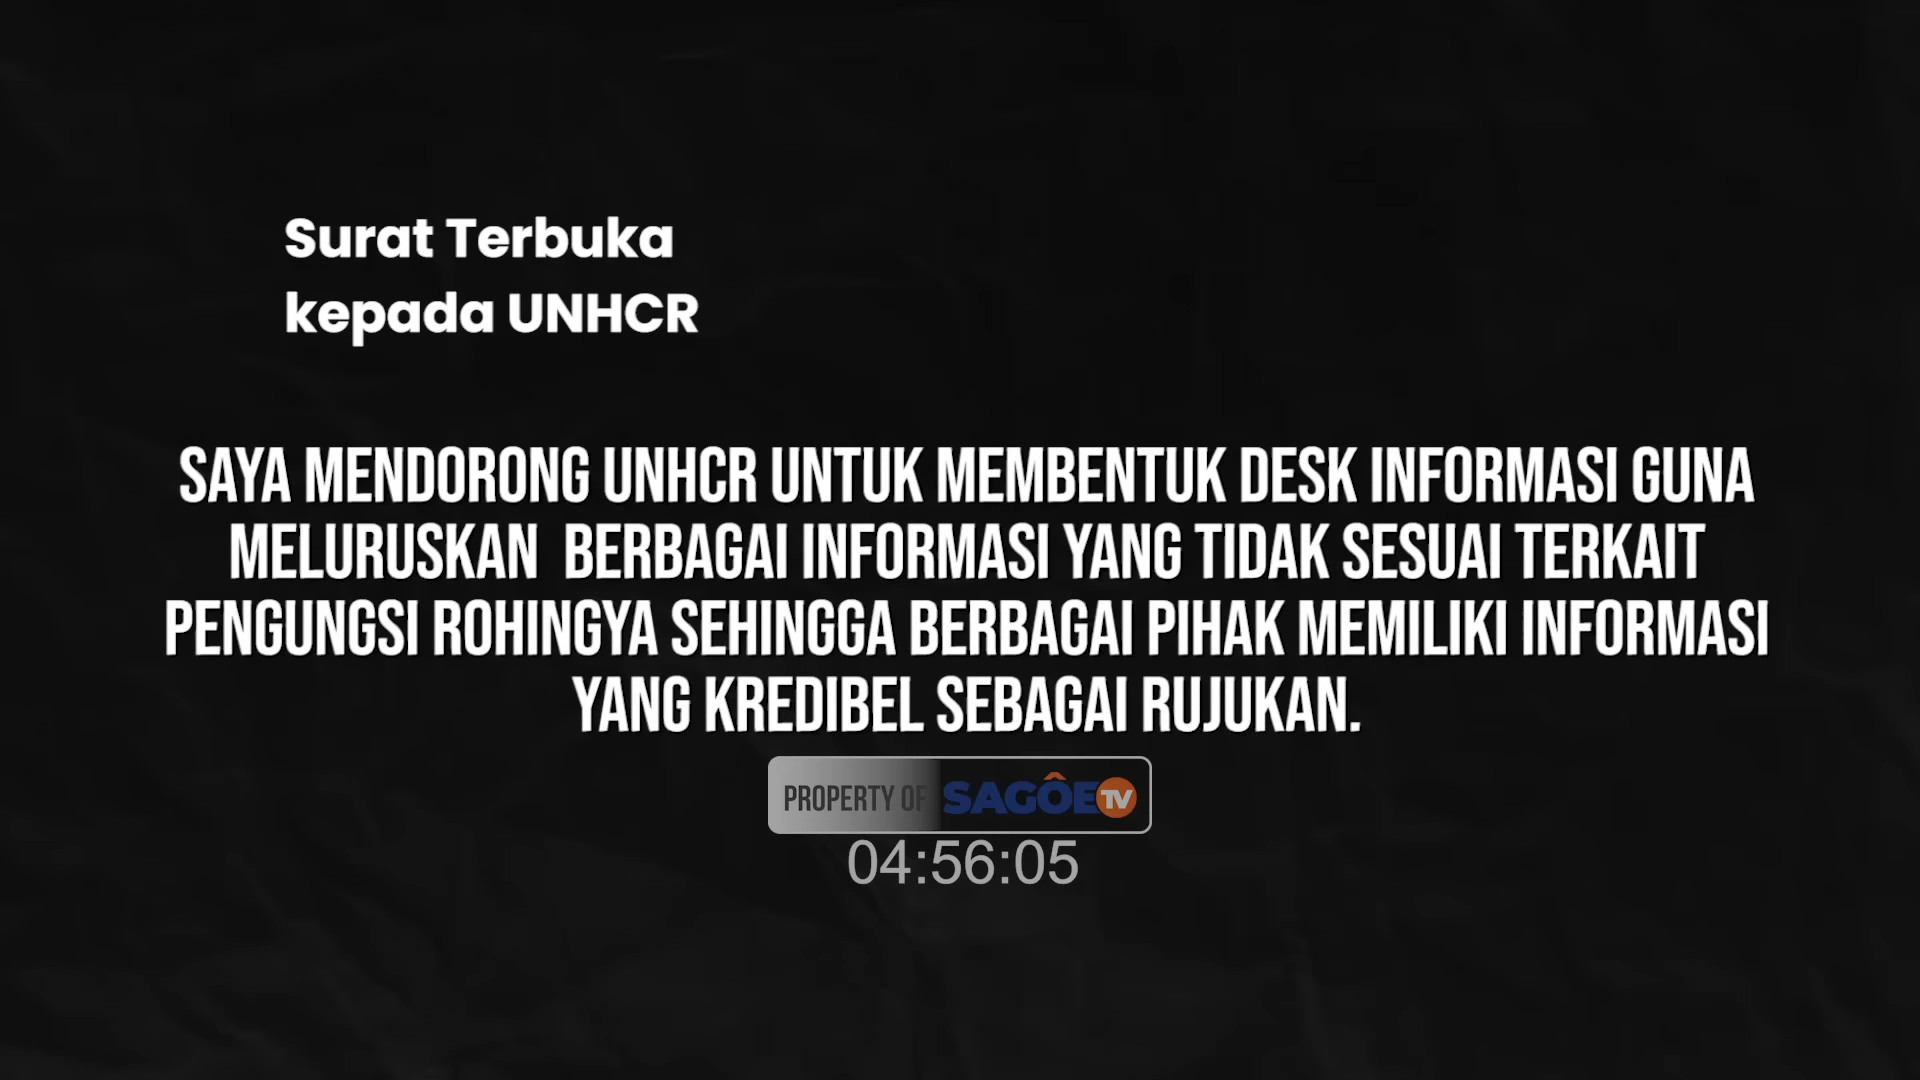 Surat Terbuka
kepada UNHCR
SAYA MENDORONG UNHCR UNTUK MEMBENTUK DESK INFORMASI GUNA
MELURUSKAN BERBAGAI INFORMASI YANG TIDAK SESUAI TERKAIT
PENGUNGSI ROHINGYA SEHINGGA BERBAGAI PIHAK MEMILIKI INFORMASI
YANG KREDIBEL SEBAGAI RUJUKAN.
PROPERTY OF SAGÔE TV
04:56:05